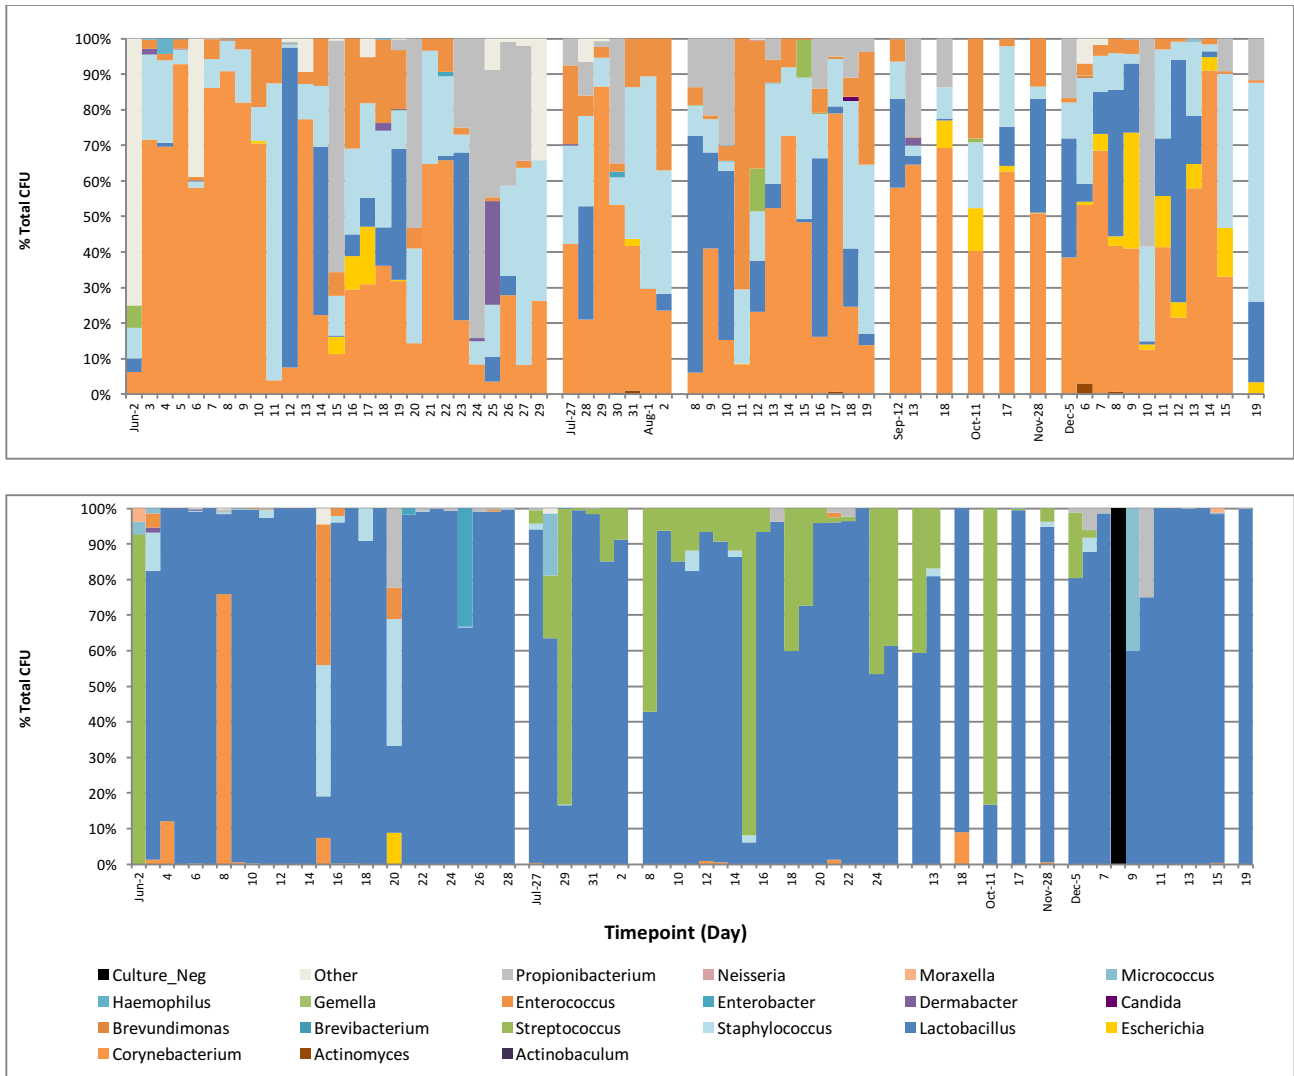 100%
90%
80%
70%
60%
50%
40%
30%
20%
10%
0%
% Total CFU
Jun-2 3 4 5 6 7 8 9 10 11 12 13 14 15 16 17 18 19 20 21 22 23 24 25 26 27 29 Jul-27 28 29 30 31 Aug-1 2 8 9 10 11 12 13 14 15 16 17 18 19 Sep-12 13 18 Oct-11 17 Nov-28 Dec-5 6 7 8 9 10 11 12 13 14 15 19
100%
90%
80%
70%
60%
50%
40%
30%
20%
10%
0%
% Total CFU
Jun-2 4 6 8 10 12 14 16 18 20 22 24 26 28 Jul-27 29 31 2 8 10 12 14 16 18 20 22 24 13 18 Oct-11 17 Nov-28 Dec-5 7 9 11 13 15 19
Timepoint (Day)
Culture_Neg Other Propionibacterium Neisseria Moraxella Micrococcus
Haemophilus Gemella Enterococcus Enterobacter Dermabacter Candida
Brevundimonas Brevibacterium Streptococcus Staphylococcus Lactobacillus Escherichia
Corynebacterium Actinomyces Actinobaculum